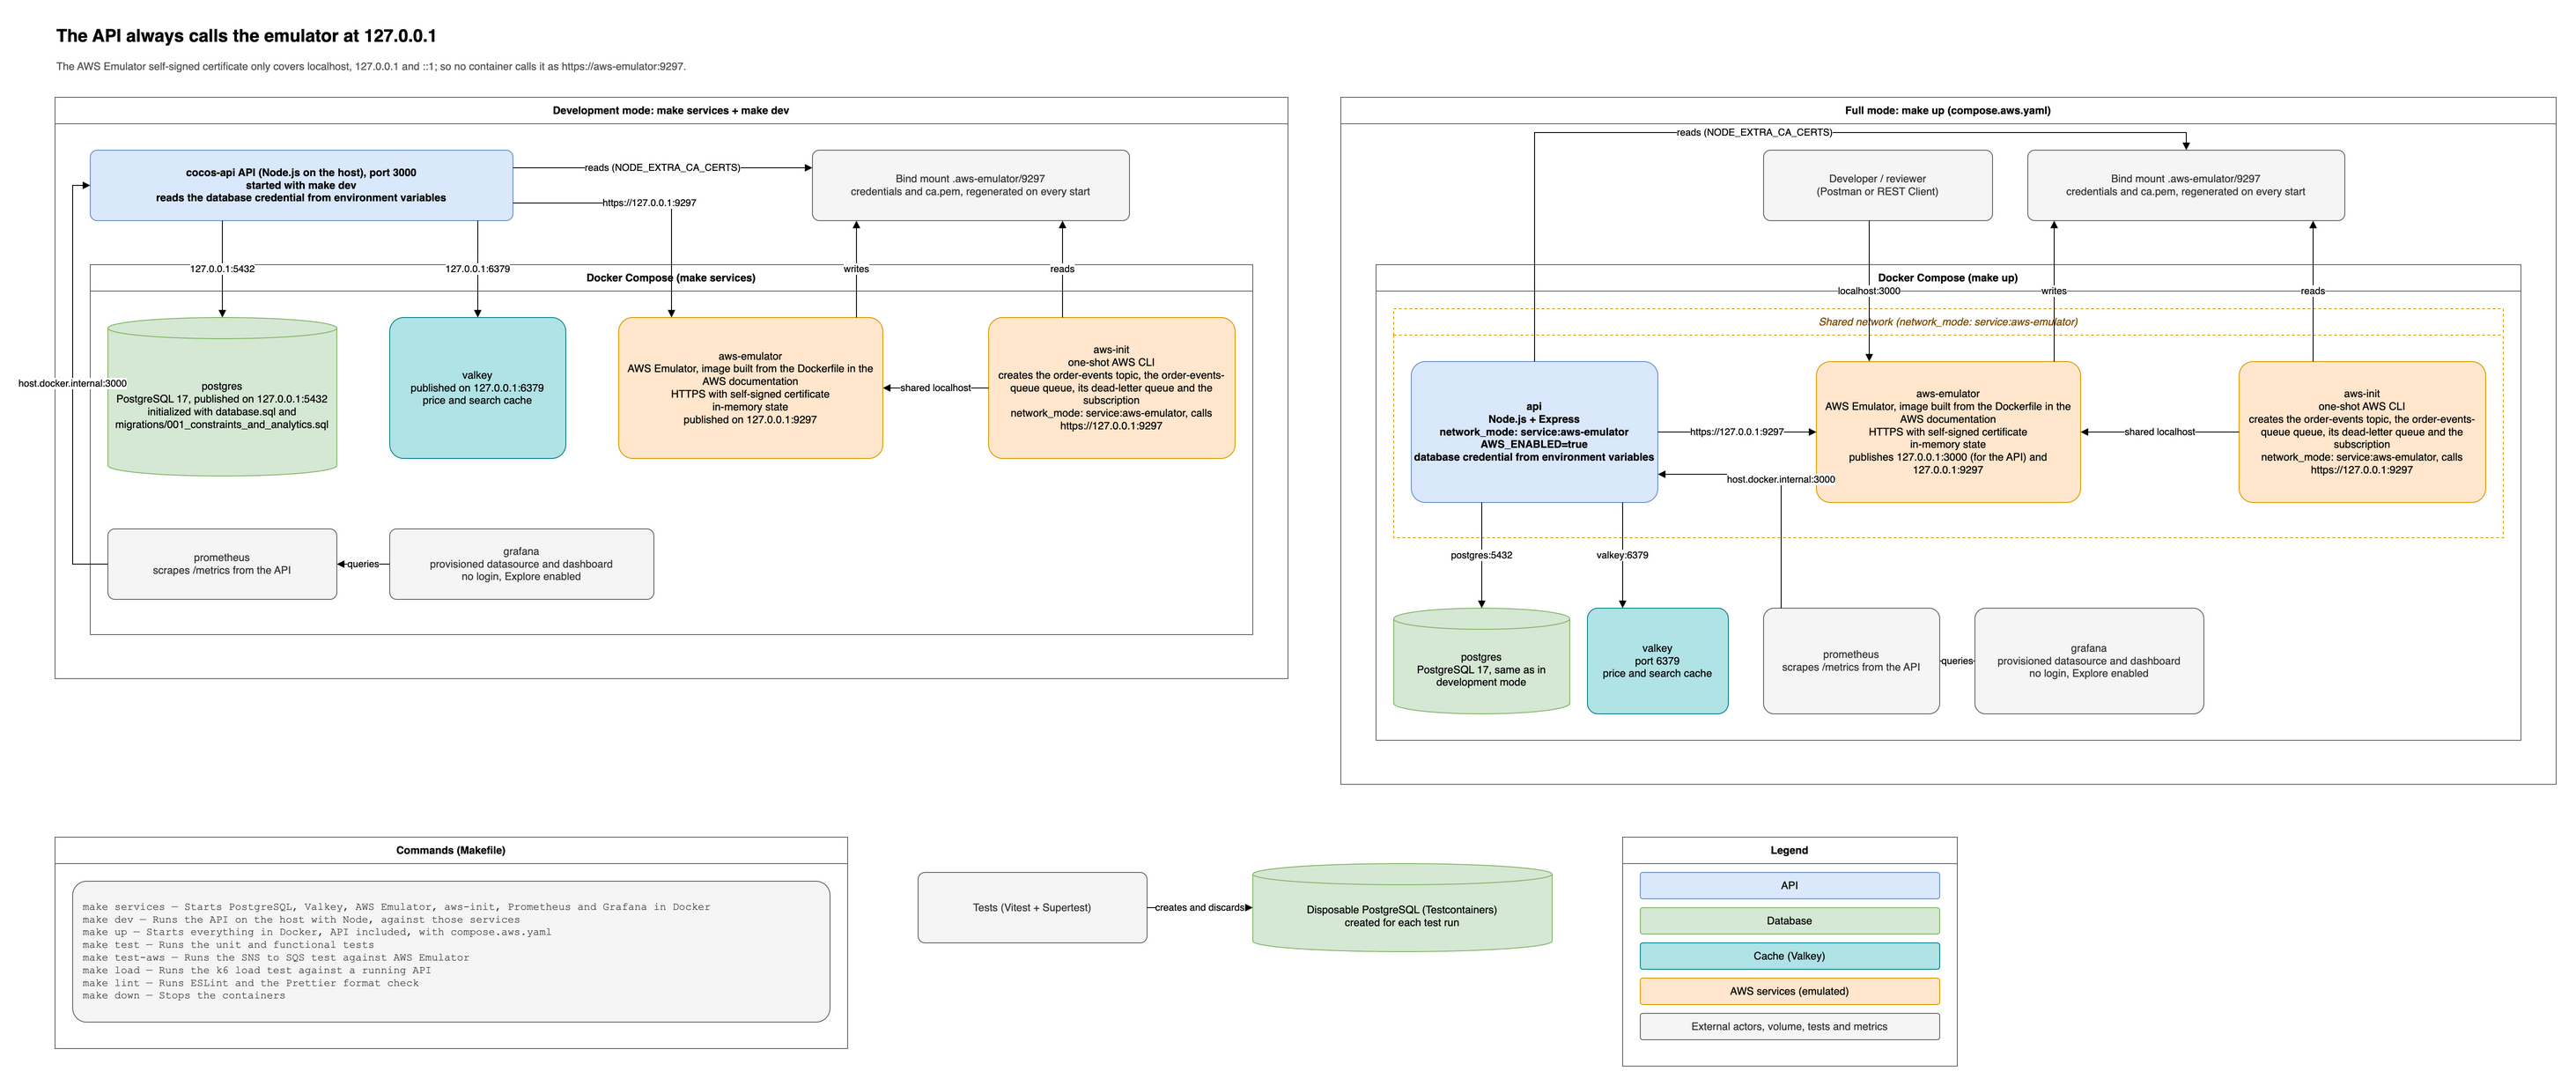 The API always calls the emulator at 127.0.0.1
The AWS Emulator self-signed certificate only covers localhost, 127.0.0.1 and ::1; so no container calls it as https://aws-emulator:9297.
Development mode: make services + make dev
cocos-api API (Node.js on the host), port 3000
started with make dev
reads the database credential from environment variables
reads (NODE_EXTRA_CA_CERTS)
https://127.0.0.1:9297
Bind mount .aws-emulator/9297
credentials and ca.pem, regenerated on every start
127.0.0.1:5432
127.0.0.1:6379
writes
reads
Docker Compose (make services)
host.docker.internal:3000
postgres
PostgreSQL 17, published on 127.0.0.1:5432
initialized with database.sql and
migrations/001_constraints_and_analytics.sql
valkey
published on 127.0.0.1:6379
price and search cache
aws-emulator
AWS Emulator, image built from the Dockerfile in the
AWS documentation
HTTPS with self-signed certificate
in-memory state
published on 127.0.0.1:9297
shared localhost
aws-init
one-shot AWS CLI
creates the order-events topic, the order-events-
queue queue, its dead-letter queue and the
subscription
network_mode: service:aws-emulator, calls
https://127.0.0.1:9297
prometheus
scrapes /metrics from the API
queries
grafana
provisioned datasource and dashboard
no login, Explore enabled
Full mode: make up (compose.aws.yaml)
reads (NODE_EXTRA_CA_CERTS)
Developer / reviewer
(Postman or REST Client)
Bind mount .aws-emulator/9297
credentials and ca.pem, regenerated on every start
Docker Compose (make up)
localhost:3000
writes
reads
Shared network (network_mode: service:aws-emulator)
api
Node.js + Express
network_mode: service:aws-emulator
AWS_ENABLED=true
database credential from environment variables
https://127.0.0.1:9297
host.docker.internal:3000
aws-emulator
AWS Emulator, image built from the Dockerfile in the
AWS documentation
HTTPS with self-signed certificate
in-memory state
publishes 127.0.0.1:3000 (for the API) and
127.0.0.1:9297
shared localhost
aws-init
one-shot AWS CLI
creates the order-events topic, the order-events-
queue queue, its dead-letter queue and the
subscription
network_mode: service:aws-emulator, calls
https://127.0.0.1:9297
postgres:5432
valkey:6379
postgres
PostgreSQL 17, same as in
development mode
valkey
port 6379
price and search cache
prometheus
scrapes /metrics from the API
queries
grafana
provisioned datasource and dashboard
no login, Explore enabled
Commands (Makefile)
make services — Starts PostgreSQL, Valkey, AWS Emulator, aws-init, Prometheus and Grafana in Docker
make dev — Runs the API on the host with Node, against those services
make up — Starts everything in Docker, API included, with compose.aws.yaml
make test — Runs the unit and functional tests
make test-aws — Runs the SNS to SQS test against AWS Emulator
make load — Runs the k6 load test against a running API
make lint — Runs ESLint and the Prettier format check
make down — Stops the containers
Tests (Vitest + Supertest)
creates and discards
Disposable PostgreSQL (Testcontainers)
created for each test run
Legend
API
Database
Cache (Valkey)
AWS services (emulated)
External actors, volume, tests and metrics